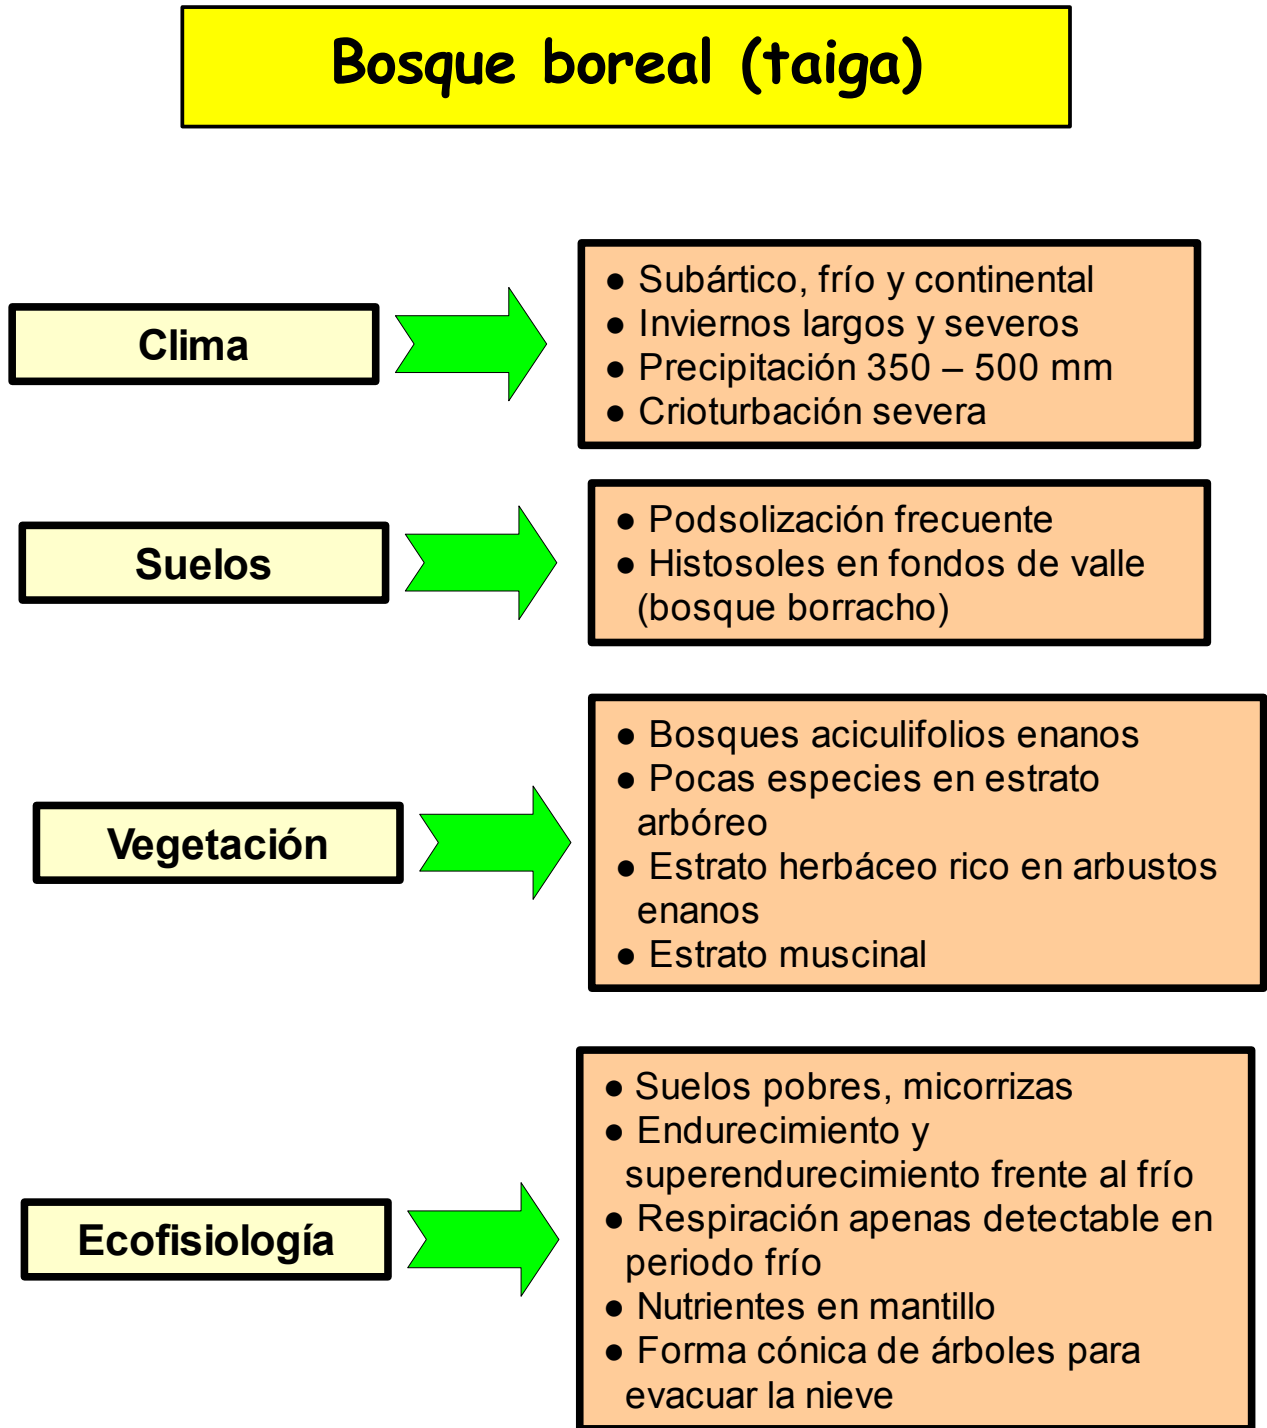 Bosque boreal (taiga)
Clima
● Subártico, frío y continental
● Inviernos largos y severos
● Precipitación 350 – 500 mm
● Crioturbación severa
Suelos
● Podsolización frecuente
● Histosoles en fondos de valle
(bosque borracho)
Vegetación
● Bosques aciculifolios enanos
● Pocas especies en estrato
arbóreo
● Estrato herbáceo rico en arbustos
enanos
● Estrato muscinal
Ecofisiología
● Suelos pobres, micorrizas
● Endurecimiento y
superendurecimiento frente al frío
● Respiración apenas detectable en
periodo frío
● Nutrientes en mantillo
● Forma cónica de árboles para
evacuar la nieve